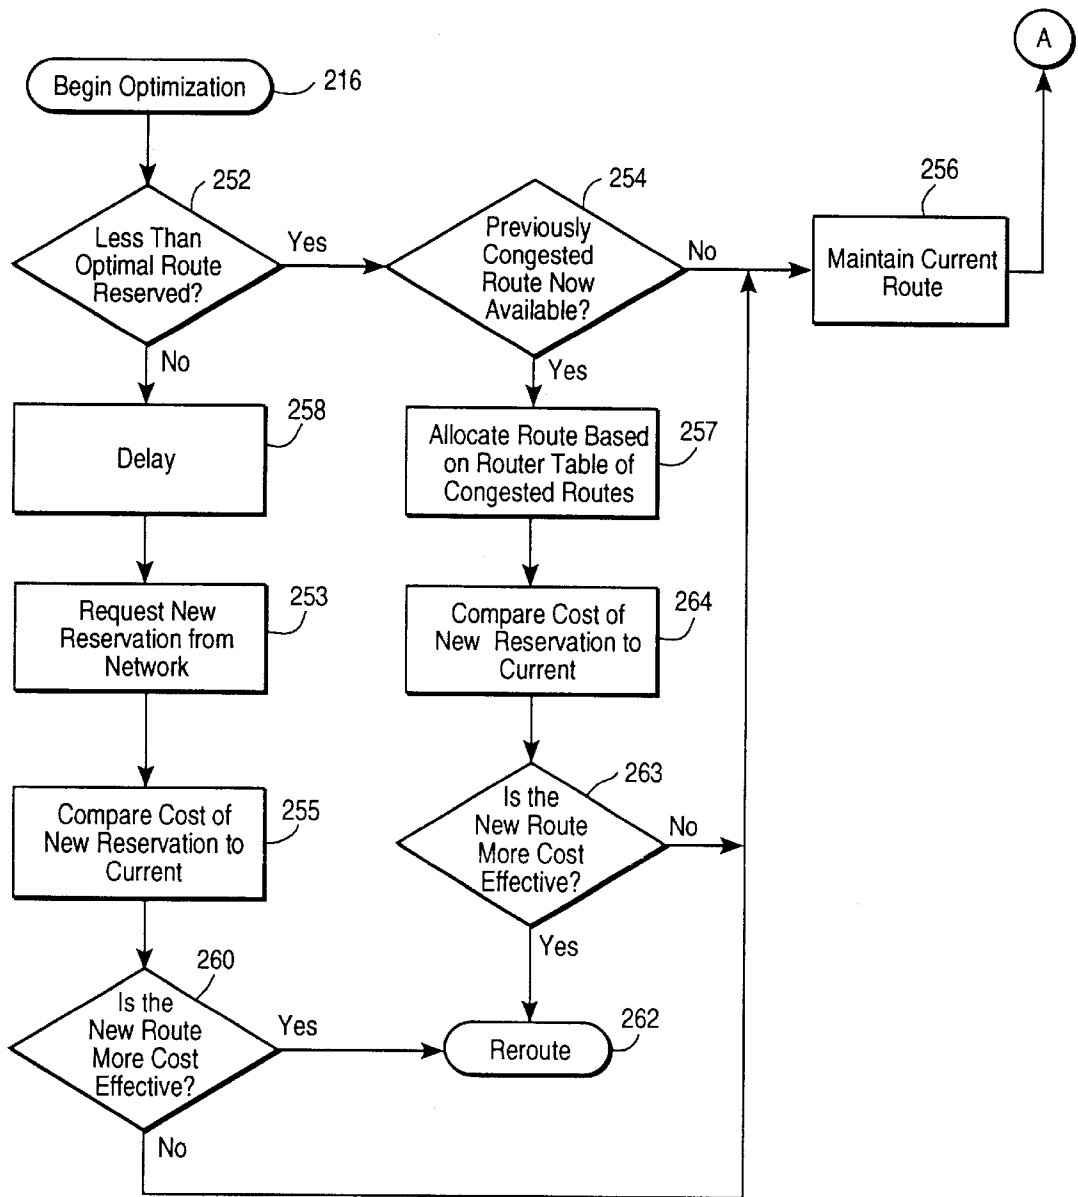 A
Begin Optimization
216
252
Less Than
Optimal Route
Reserved?
Yes
No
254
Previously
Congested
Route Now
Available?
No
Yes
256
Maintain Current
Route
258
Delay
257
Allocate Route Based
on Router Table of
Congested Routes
253
Request New
Reservation from
Network
264
Compare Cost of
New Reservation to
Current
255
Compare Cost of
New Reservation to
Current
263
Is the
New Route
More Cost
Effective?
No
Yes
260
Is the
New Route
More Cost
Effective?
Yes
No
262
Reroute